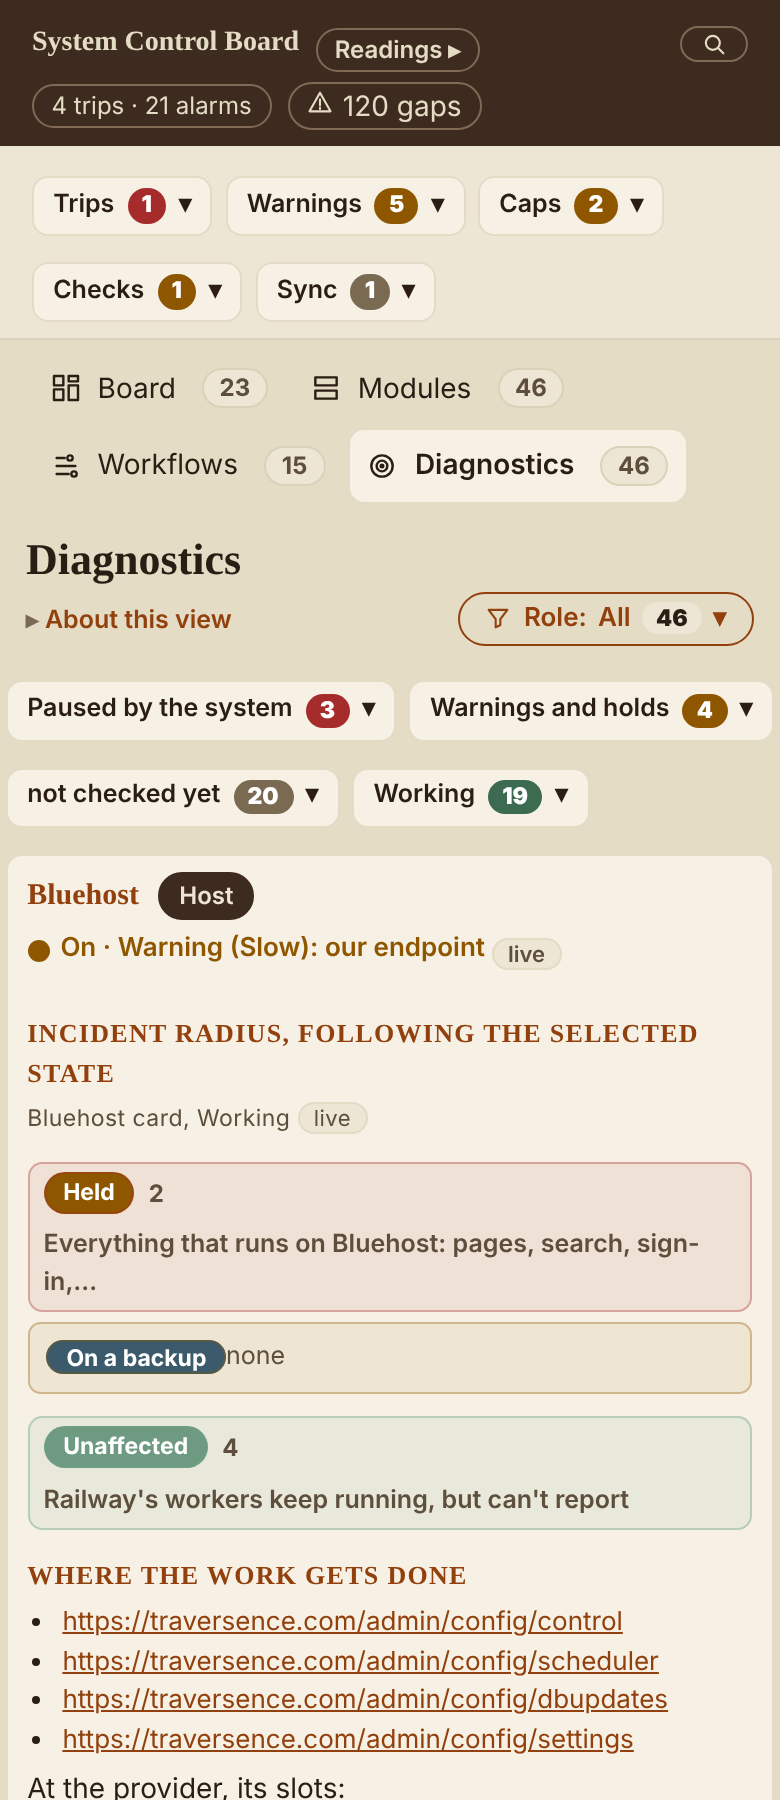 System Control Board Readings ▸
4 trips · 21 alarms ⚠ 120 gaps
Trips 1 ▾ Warnings 5 ▾ Caps 2 ▾
Checks 1 ▾ Sync 1 ▾
Board 23 Modules 46
Workflows 15 Diagnostics 46
Diagnostics
▸ About this view Role: All 46 ▾
Paused by the system 3 ▾ Warnings and holds 4 ▾
not checked yet 20 ▾ Working 19 ▾
Bluehost Host
On · Warning (Slow): our endpoint live
INCIDENT RADIUS, FOLLOWING THE SELECTED
STATE
Bluehost card, Working live
Held 2
Everything that runs on Bluehost: pages, search, sign-
in,...
On a backup none
Unaffected 4
Railway's workers keep running, but can't report
WHERE THE WORK GETS DONE
• https://traversence.com/admin/config/control
• https://traversence.com/admin/config/scheduler
• https://traversence.com/admin/config/dbupdates
• https://traversence.com/admin/config/settings
At the provider, its slots: